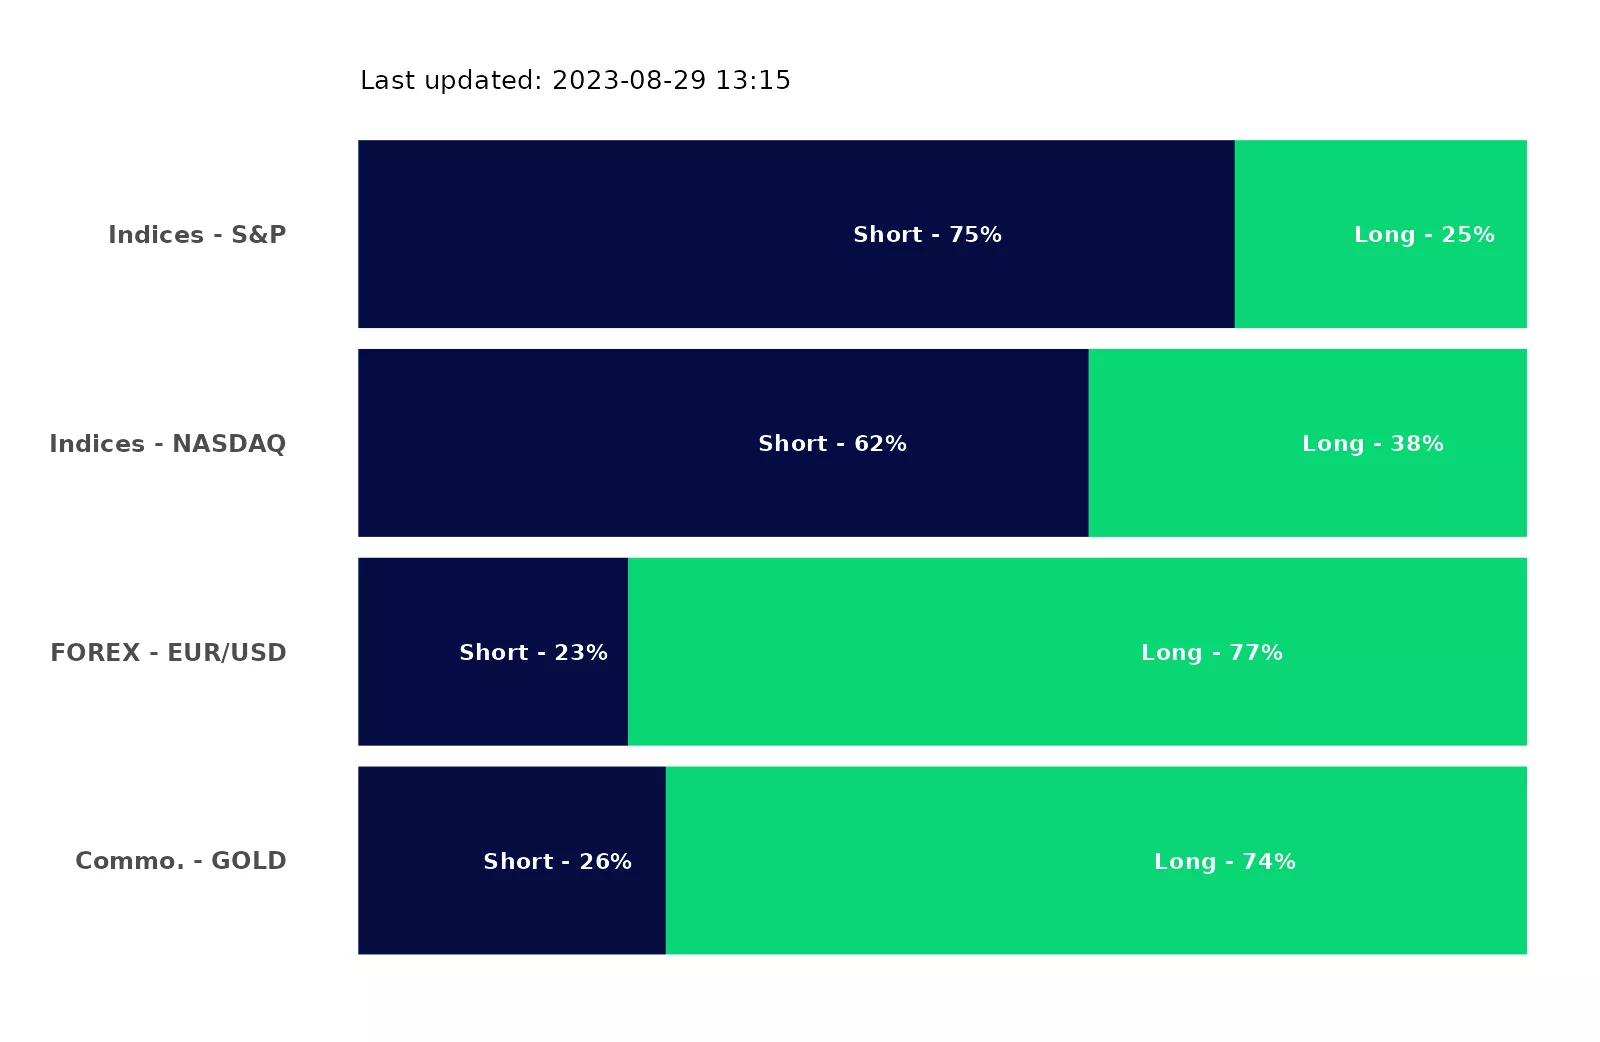 Last updated: 2023-08-29 13:15
Indices - S&P
Short - 75%
Long - 25%
Indices - NASDAQ
Short - 62%
Long - 38%
FOREX - EUR/USD
Short - 23%
Long - 77%
Commo. - GOLD
Short - 26%
Long - 74%